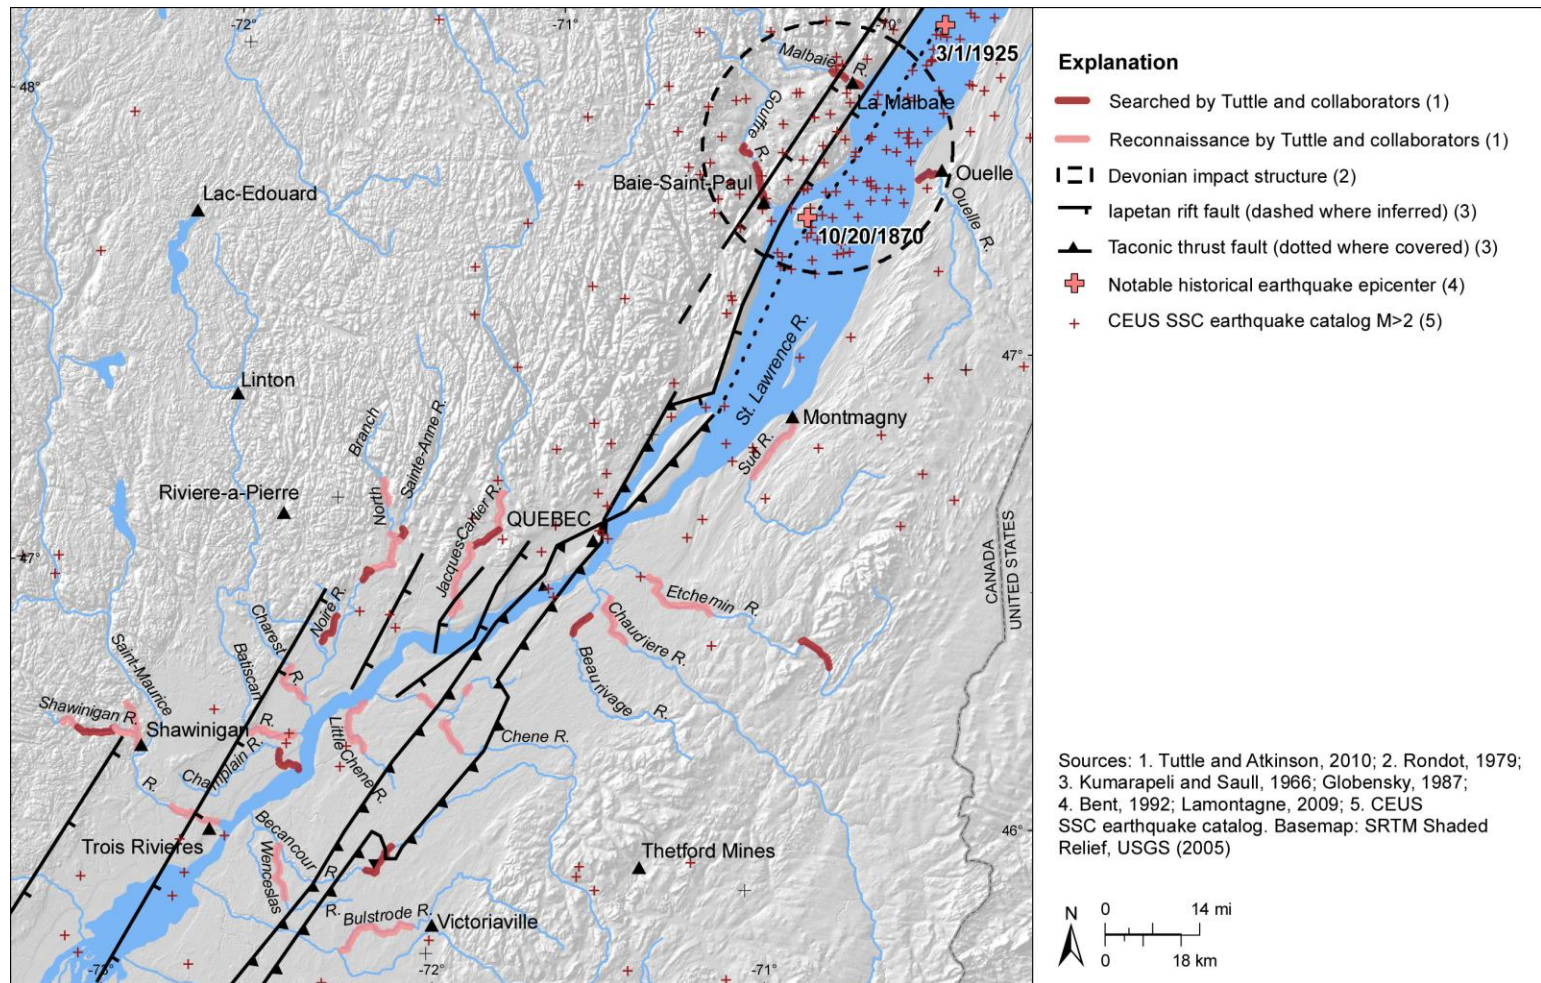 -72°
-71°
-70°
3/1/1925
Malbaie
R.
48°
La Malbaie
Gouffre
R.
Baie-Saint-Paul
Ouelle
Ouelle R.
Lac-Edouard
10/20/1870
47°
St. Lawrence R.
Linton
Montmagny
Branch
Sainte-Anne R.
Sud R.
Riviere-a-Pierre
North
Jacques-Cartier R.
QUEBEC
CANADA
UNITED STATES
47°
Etchemin R.
Noire R.
Charest
R.
Chaudiere R.
Saint-Maurice
Batiscan
R.
Beaurivage R.
Shawinigan R.
Shawinigan
Little Chene R.
Chene R.
Champlain R.
R.
46°
Becancour
R.
Trois Rivieres
Wenceslas
R.
Thetford Mines
Bulstrode R.
Victoriaville
-73°
-72°
-71°
Explanation
Searched by Tuttle and collaborators (1)
Reconnaissance by Tuttle and collaborators (1)
Devonian impact structure (2)
Iapetan rift fault (dashed where inferred) (3)
Taconic thrust fault (dotted where covered) (3)
Notable historical earthquake epicenter (4)
CEUS SSC earthquake catalog M>2 (5)
Sources: 1. Tuttle and Atkinson, 2010; 2. Rondot, 1979;
3. Kumarapeli and Saull, 1966; Globensky, 1987;
4. Bent, 1992; Lamontagne, 2009; 5. CEUS
SSC earthquake catalog. Basemap: SRTM Shaded
Relief, USGS (2005)
N
0 14 mi
0 18 km